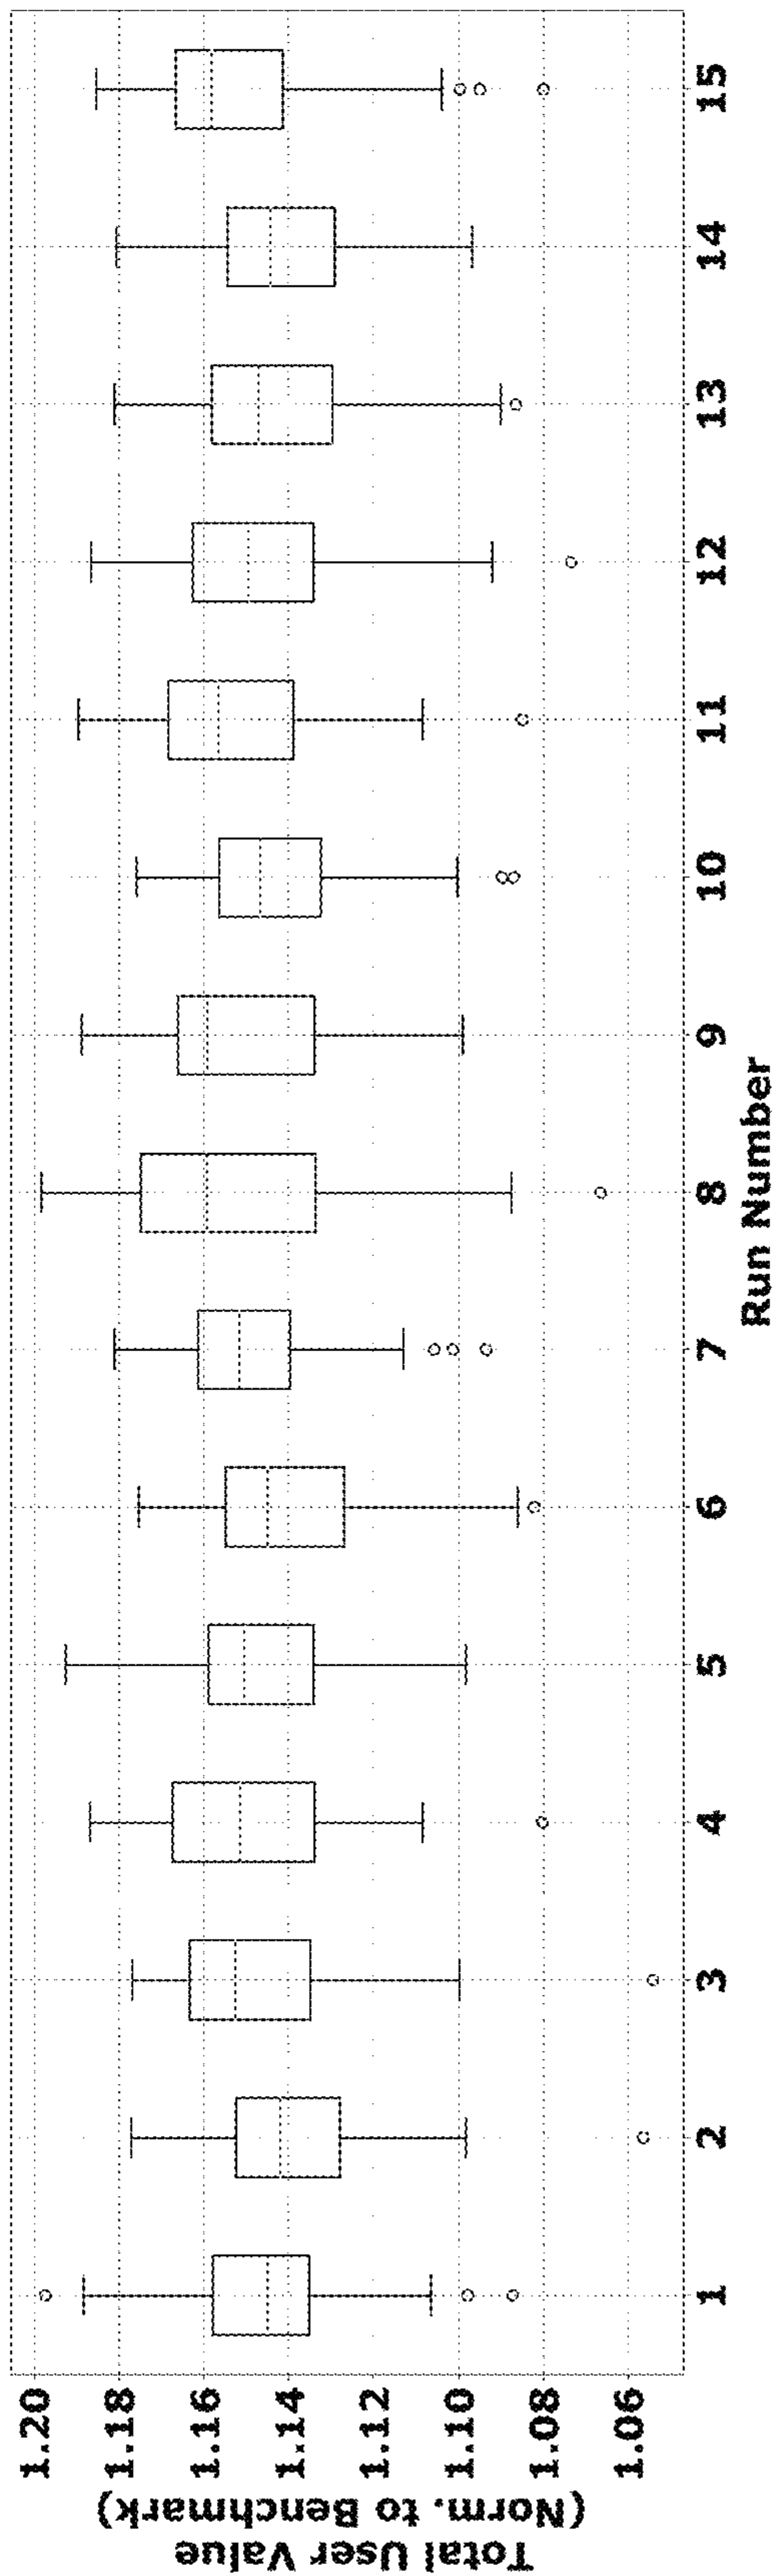 Total User Value
(Norm. to Benchmark)
1.20
1.18
1.16
1.14
1.12
1.10
1.08
1.06
1 2 3 4 5 6 7 8 9 10 11 12 13 14 15
Run Number